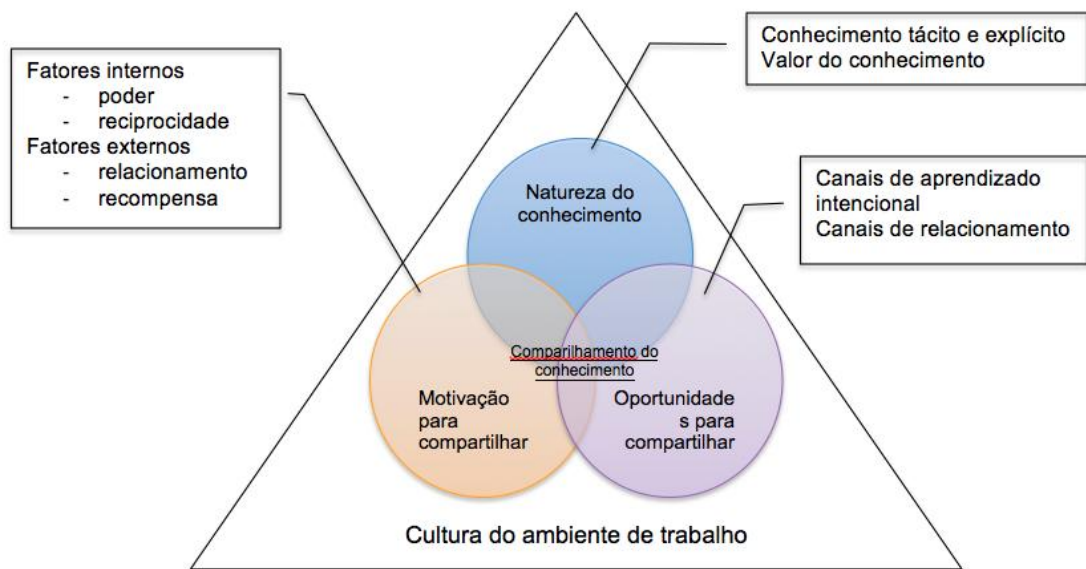 Fatores internos
- poder
- reciprocidade
Fatores externos
- relacionamento
- recompensa
Conhecimento tácito e explícito
Valor do conhecimento
Canais de aprendizado
intencional
Canais de relacionamento
Natureza do
conhecimento
Comparilhamento do
conhecimento
Motivação
para
compartilhar
Oportunidade
s para
compartilhar
Cultura do ambiente de trabalho